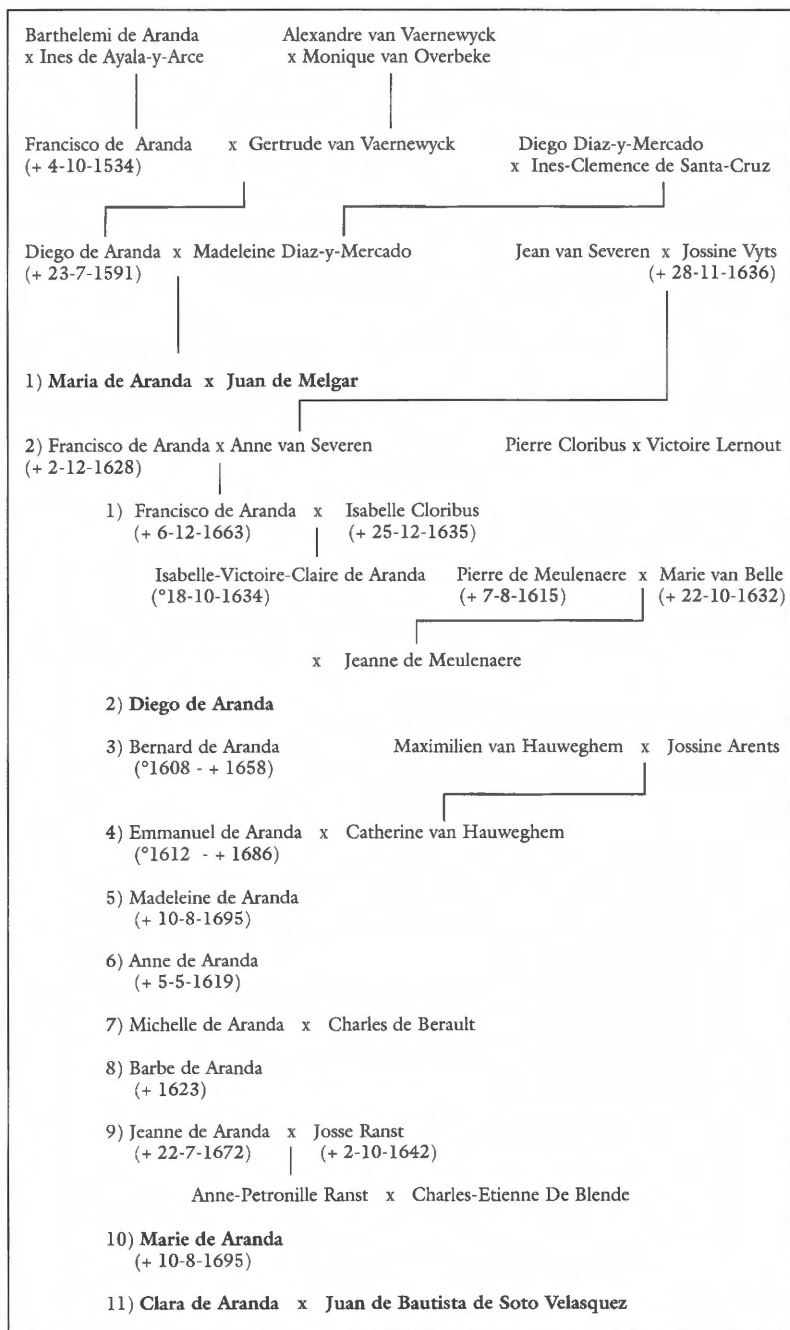 Barthelemi de Aranda Alexandre van Vaernewyck
x Ines de Ayala-y-Arce x Monique van Overbeke
Francisco de Aranda x Gertrude van Vaernewyck Diego Diaz-y-Mercado
(+ 4-10-1534) x Ines-Clemence de Santa-Cruz
Diego de Aranda x Madeleine Diaz-y-Mercado Jean van Severen x Jossine Vyts
(+ 23-7-1591) (+ 28-11-1636)
1) Maria de Aranda x Juan de Melgar
2) Francisco de Aranda x Anne van Severen Pierre Cloribus x Victoire Lernout
(+ 2-12-1628)
1) Francisco de Aranda x Isabelle Cloribus
(+ 6-12-1663) (+ 25-12-1635)
Isabelle-Victoire-Claire de Aranda Pierre de Meulenaere x Marie van Belle
(°18-10-1634) (+ 7-8-1615) (+ 22-10-1632)
x Jeanne de Meulenaere
2) Diego de Aranda
3) Bernard de Aranda Maximilien van Hauweghem x Jossine Arents
(°1608 - + 1658)
4) Emmanuel de Aranda x Catherine van Hauweghem
(°1612 - + 1686)
5) Madeleine de Aranda
(+ 10-8-1695)
6) Anne de Aranda
(+ 5-5-1619)
7) Michelle de Aranda x Charles de Berault
8) Barbe de Aranda
(+ 1623)
9) Jeanne de Aranda x Josse Ranst
(+ 22-7-1672) (+ 2-10-1642)
Anne-Petronille Ranst x Charles-Etienne De Blende
10) Marie de Aranda
(+ 10-8-1695)
11) Clara de Aranda x Juan de Bautista de Soto Velasquez